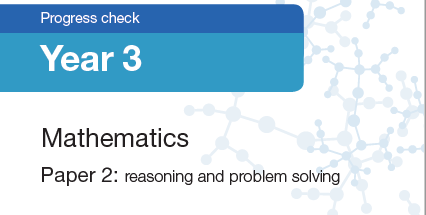 Progress check
Year 3
Mathematics
Paper 2: reasoning and problem solving